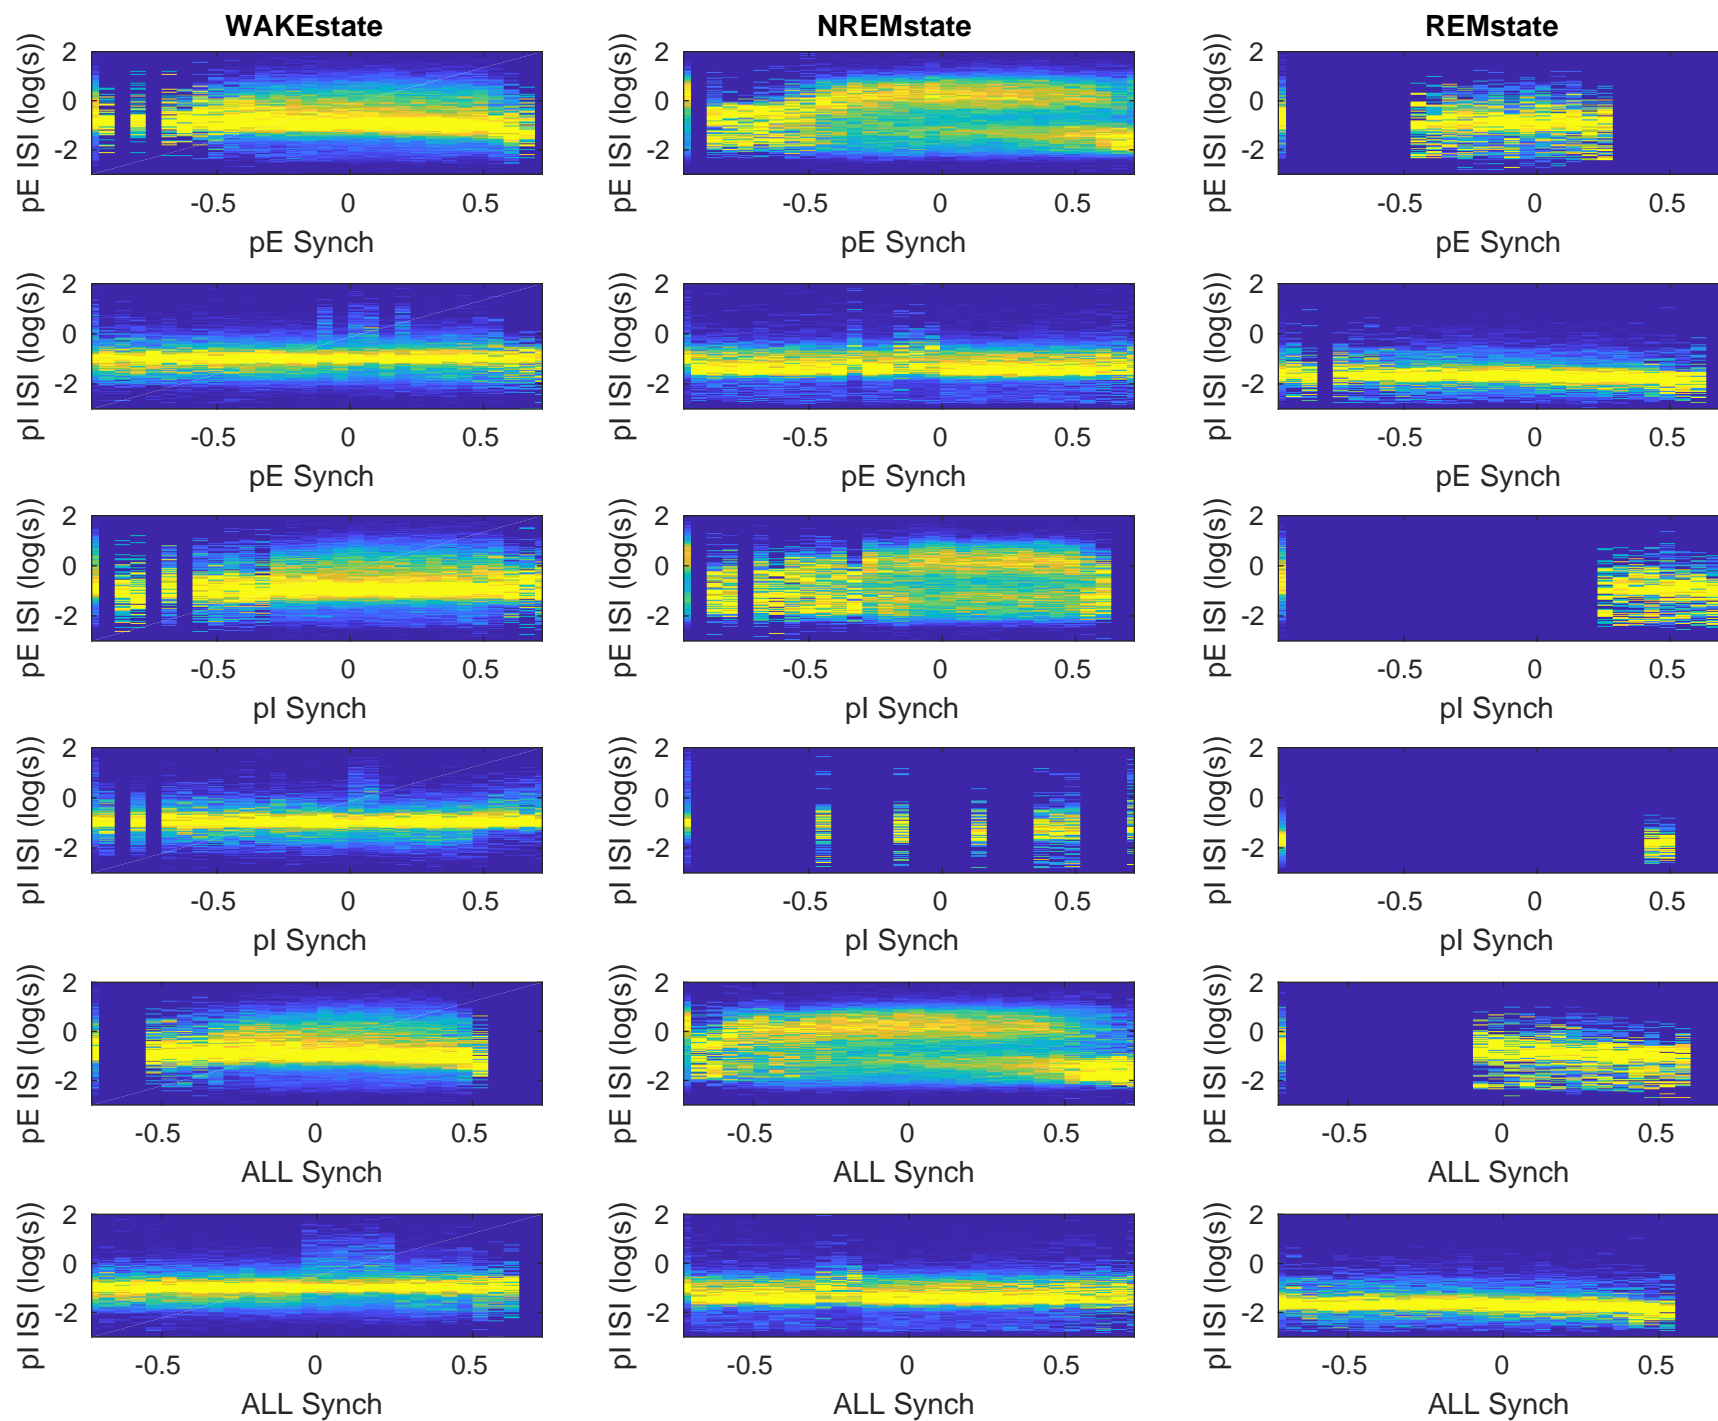 WAKEstate NREMstate REMstate
pE ISI (log(s)) 2 0 -2 pE ISI (log(s)) 2 0 -2 pE ISI (log(s)) 2 0 -2
-0.5 0 0.5 -0.5 0 0.5 -0.5 0 0.5
pE Synch pE Synch pE Synch
pI ISI (log(s)) 2 0 -2 pI ISI (log(s)) 2 0 -2 pI ISI (log(s)) 2 0 -2
-0.5 0 0.5 -0.5 0 0.5 -0.5 0 0.5
pE Synch pE Synch pE Synch
pE ISI (log(s)) 2 0 -2 pE ISI (log(s)) 2 0 -2 pE ISI (log(s)) 2 0 -2
-0.5 0 0.5 -0.5 0 0.5 -0.5 0 0.5
pI Synch pI Synch pI Synch
pI ISI (log(s)) 2 0 -2 pI ISI (log(s)) 2 0 -2 pI ISI (log(s)) 2 0 -2
-0.5 0 0.5 -0.5 0 0.5 -0.5 0 0.5
pI Synch pI Synch pI Synch
pE ISI (log(s)) 2 0 -2 pE ISI (log(s)) 2 0 -2 pE ISI (log(s)) 2 0 -2
-0.5 0 0.5 -0.5 0 0.5 -0.5 0 0.5
ALL Synch ALL Synch ALL Synch
pI ISI (log(s)) 2 0 -2 pI ISI (log(s)) 2 0 -2 pI ISI (log(s)) 2 0 -2
-0.5 0 0.5 -0.5 0 0.5 -0.5 0 0.5
ALL Synch ALL Synch ALL Synch